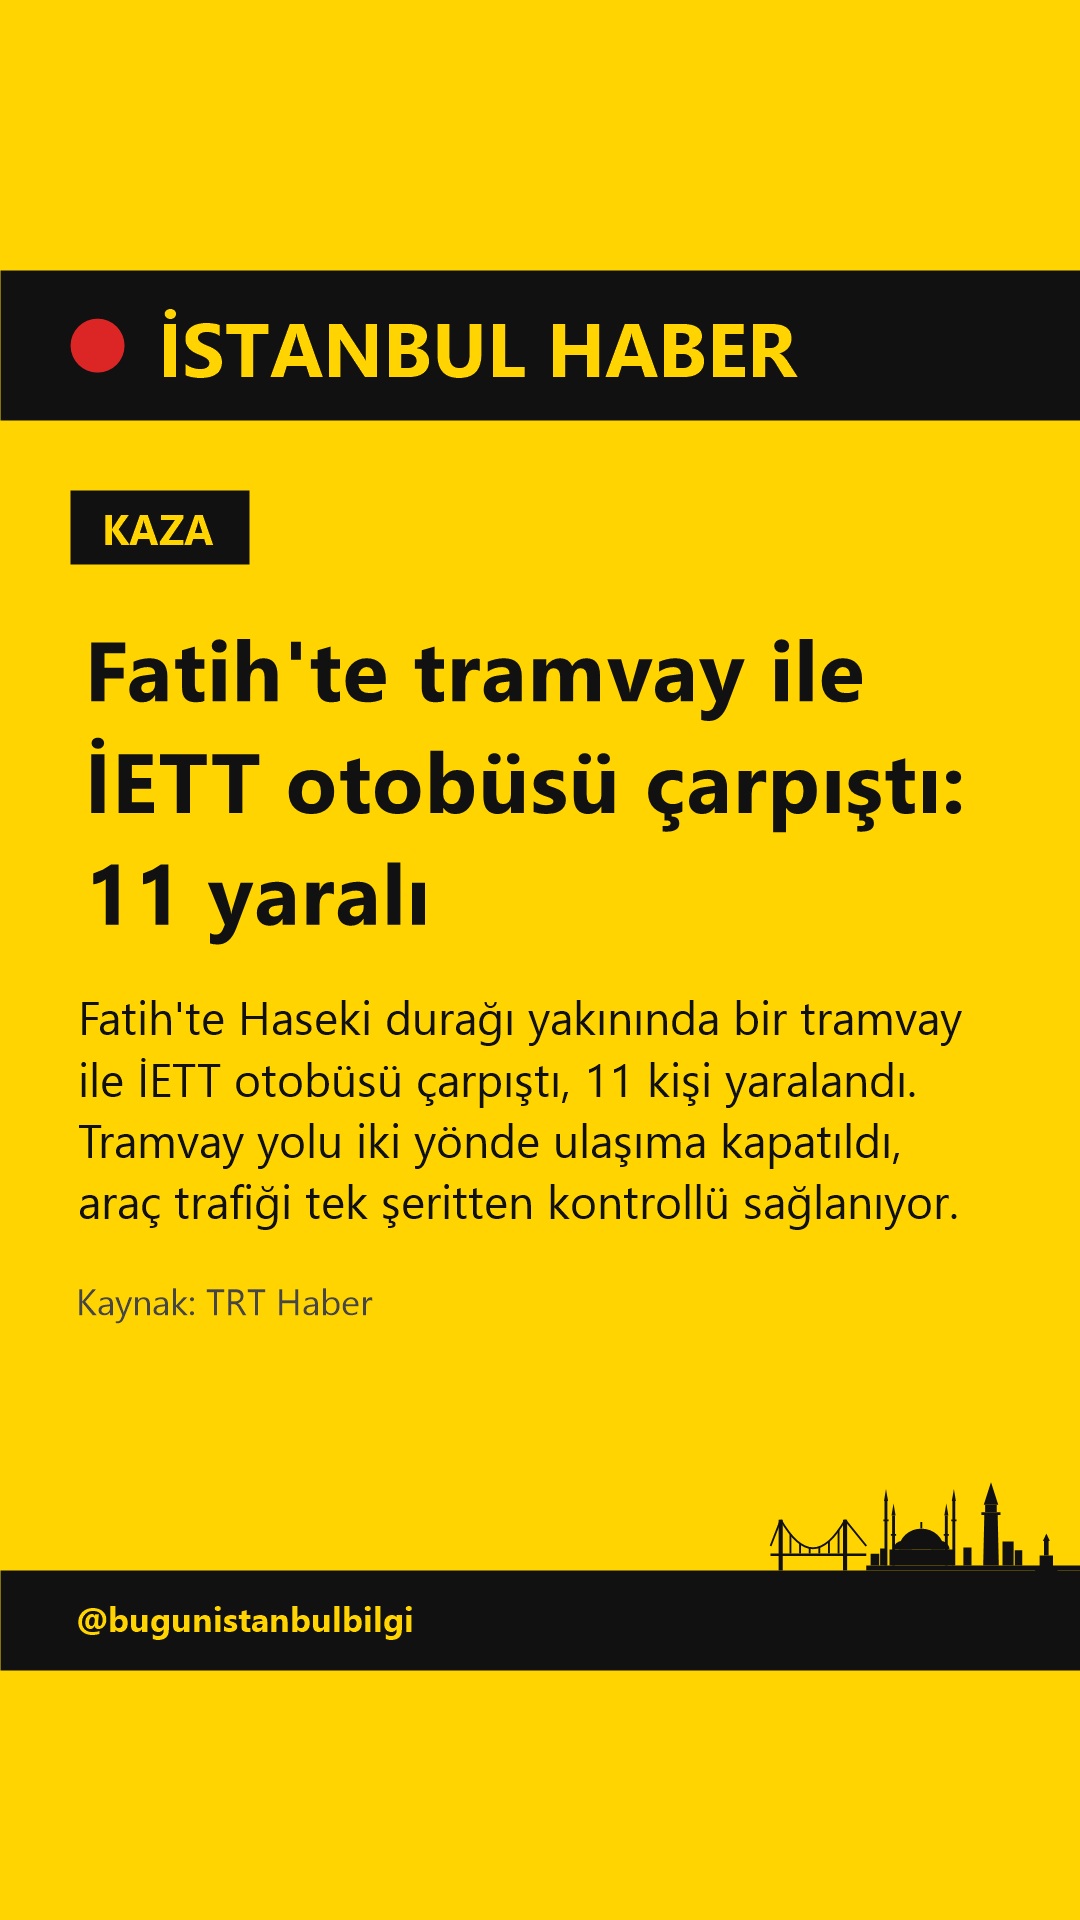 İSTANBUL HABER
KAZA
Fatih'te tramvay ile
İETT otobüsü çarpıştı:
11 yaralı
Fatih'te Haseki durağı yakınında bir tramvay
ile İETT otobüsü çarpıştı, 11 kişi yaralandı.
Tramvay yolu iki yönde ulaşıma kapatıldı,
araç trafiği tek şeritten kontrollü sağlanıyor.
Kaynak: TRT Haber
@bugunistanbulbilgi